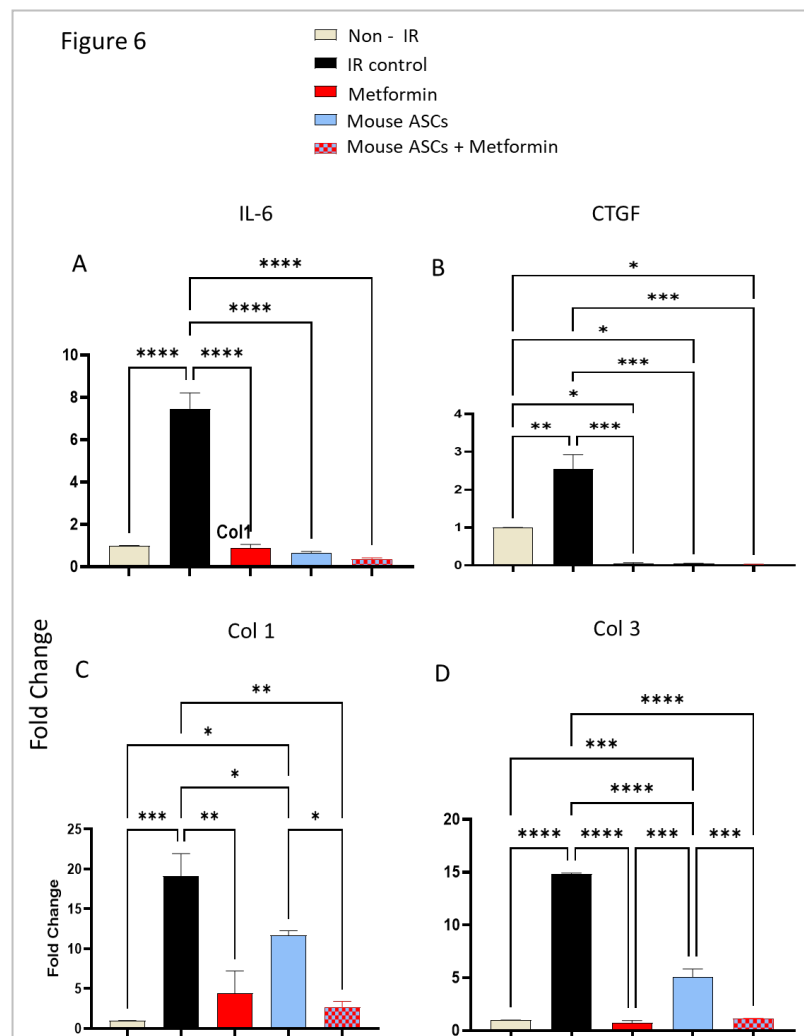 Figure 6
Non - IR
IR control
Metformin
Mouse ASCs
Mouse ASCs + Metformin
IL-6
A
****
****
****
****
10
8
6
4
2
0
Col1
CTGF
B
*
***
*
***
*
**
***
4
3
2
1
0
Fold Change
Col 1
C
**
*
*
***
**
*
Fold Change
25
20
15
10
5
0
Col 3
D
****
***
****
****
****
***
***
20
15
10
5
0